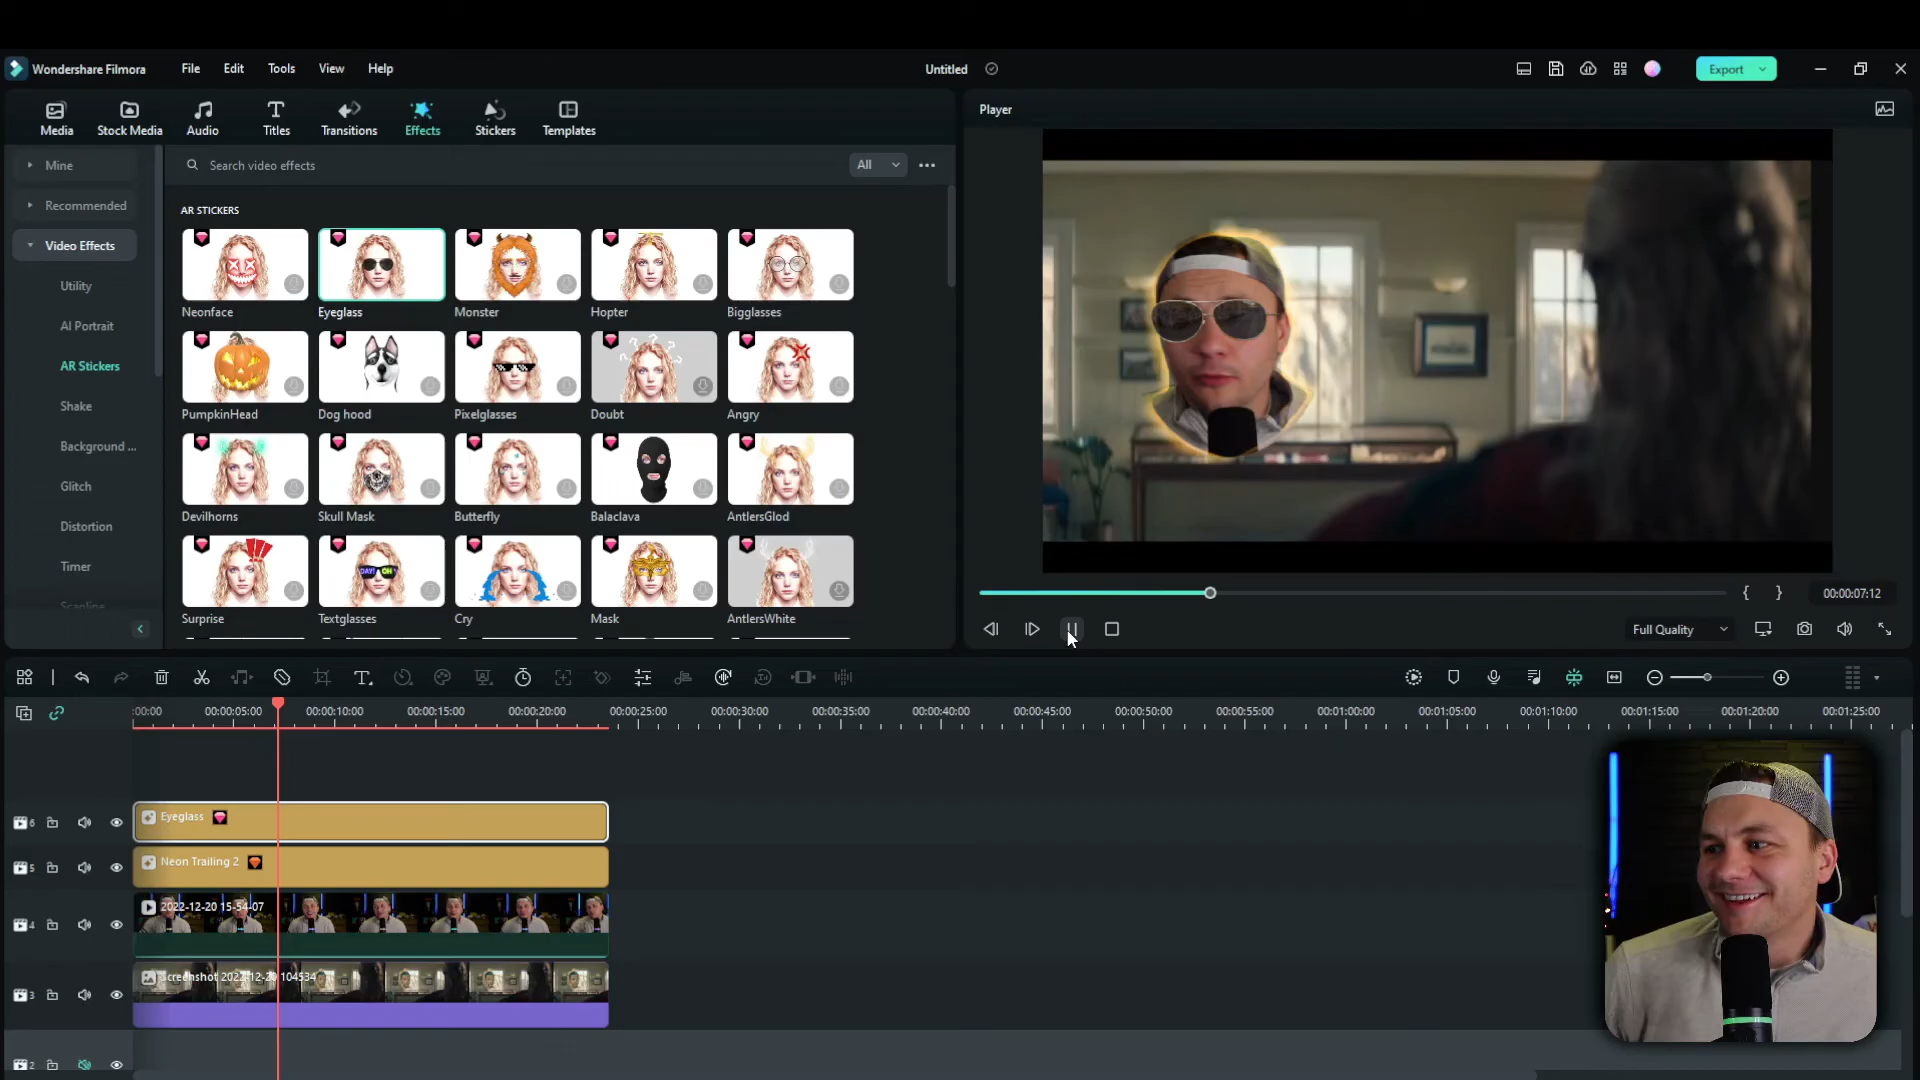 Wondershare Filmora
File
Edit
Tools
View
Help
Untitled
Export
Media
Stock Media
Audio
Titles
Transitions
Effects
Stickers
Templates
Player
Mine
Recommended
Video Effects
Utility
AI Portrait
AR Stickers
Shake
Background ...
Glitch
Distortion
Timer
Search video effects
All
AR STICKERS
Neonface
Eyeglass
Monster
Hopter
Bigglasses
PumpkinHead
Dog hood
Pixelglasses
Doubt
Angry
Devilhorns
Skull Mask
Butterfly
Balaclava
AntlersGlod
Surprise
Textglasses
Cry
Mask
AntlersWhite
00:00:07:12
Full Quality
:00:00
00:00:05:00
00:00:10:00
00:00:15:00
00:00:20:00
00:00:25:00
00:00:30:00
00:00:35:00
00:00:40:00
00:00:45:00
00:00:50:00
00:00:55:00
00:01:00:00
00:01:05:00
00:01:10:00
00:01:15:00
00:01:20:00
00:01:25:00
6
Eyeglass
5
Neon Trailing 2
4
2022-12-20 15-54-07
3
screenshot 2022-12-20 104534
2